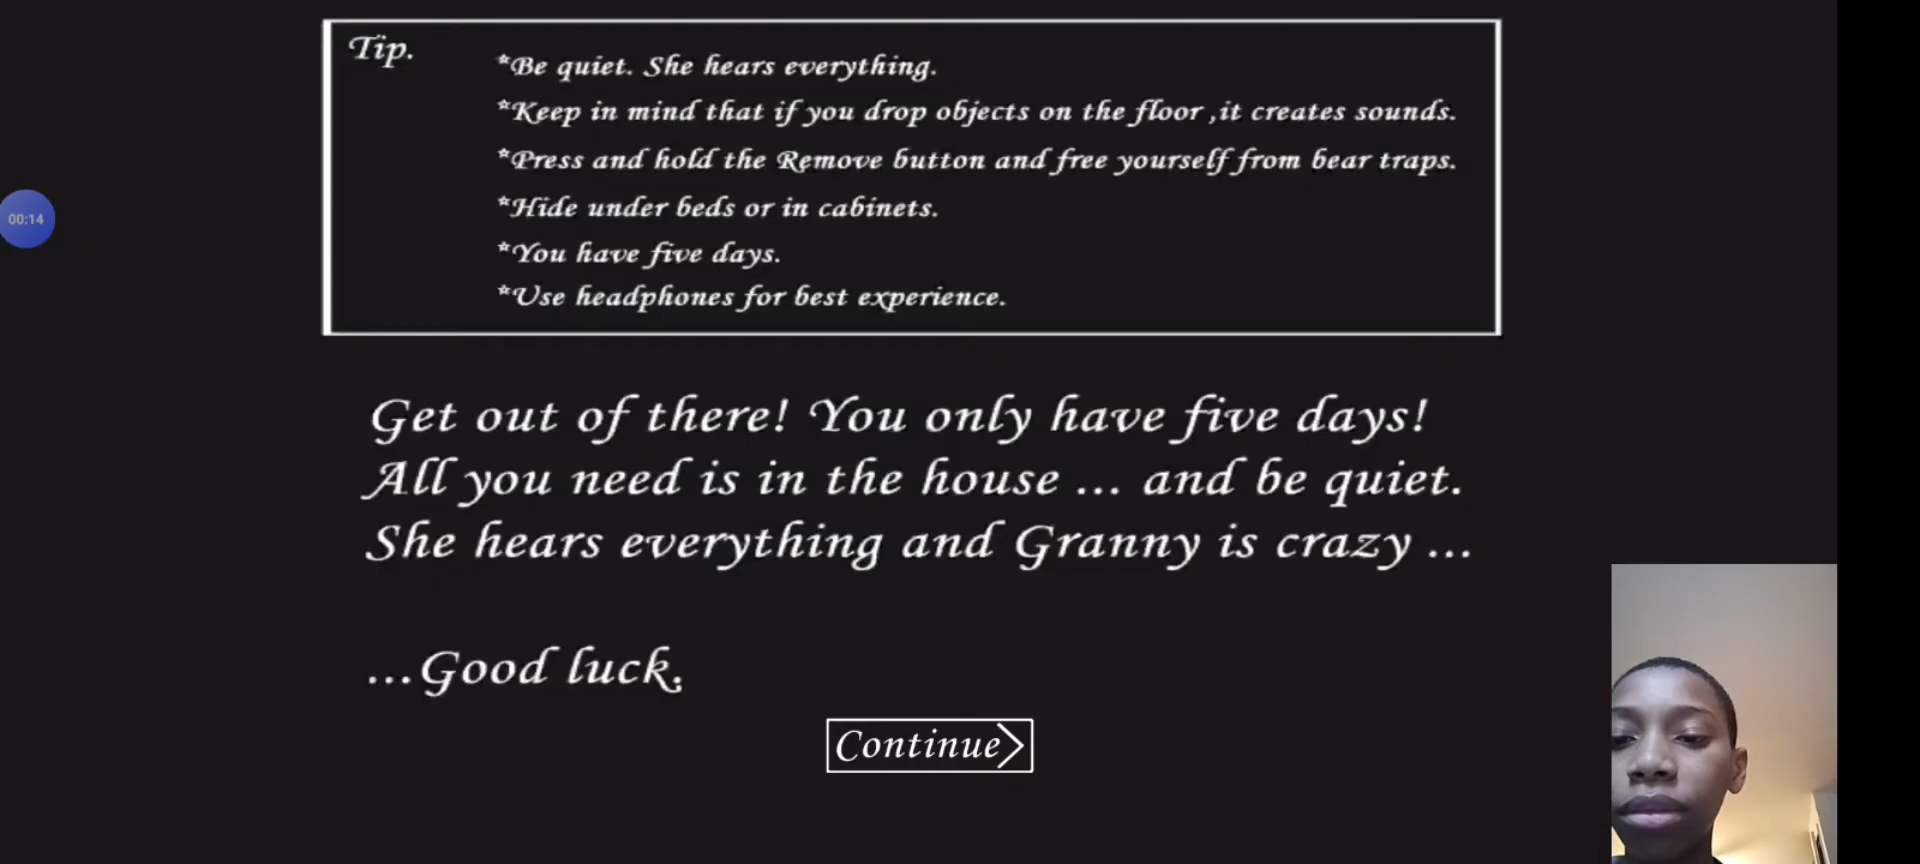 Tip.
*Be quiet. She hears everything.
*Keep in mind that if you drop objects on the floor ,it creates sounds.
*Press and hold the Remove button and free yourself from bear traps.
00:14
*Hide under beds or in cabinets.
*You have five days.
*Use headphones for best experience.
Get out of there! You only have five days!
All you need is in the house ... and be quiet.
She hears everything and Granny is crazy ...
...Good luck.
Continue>